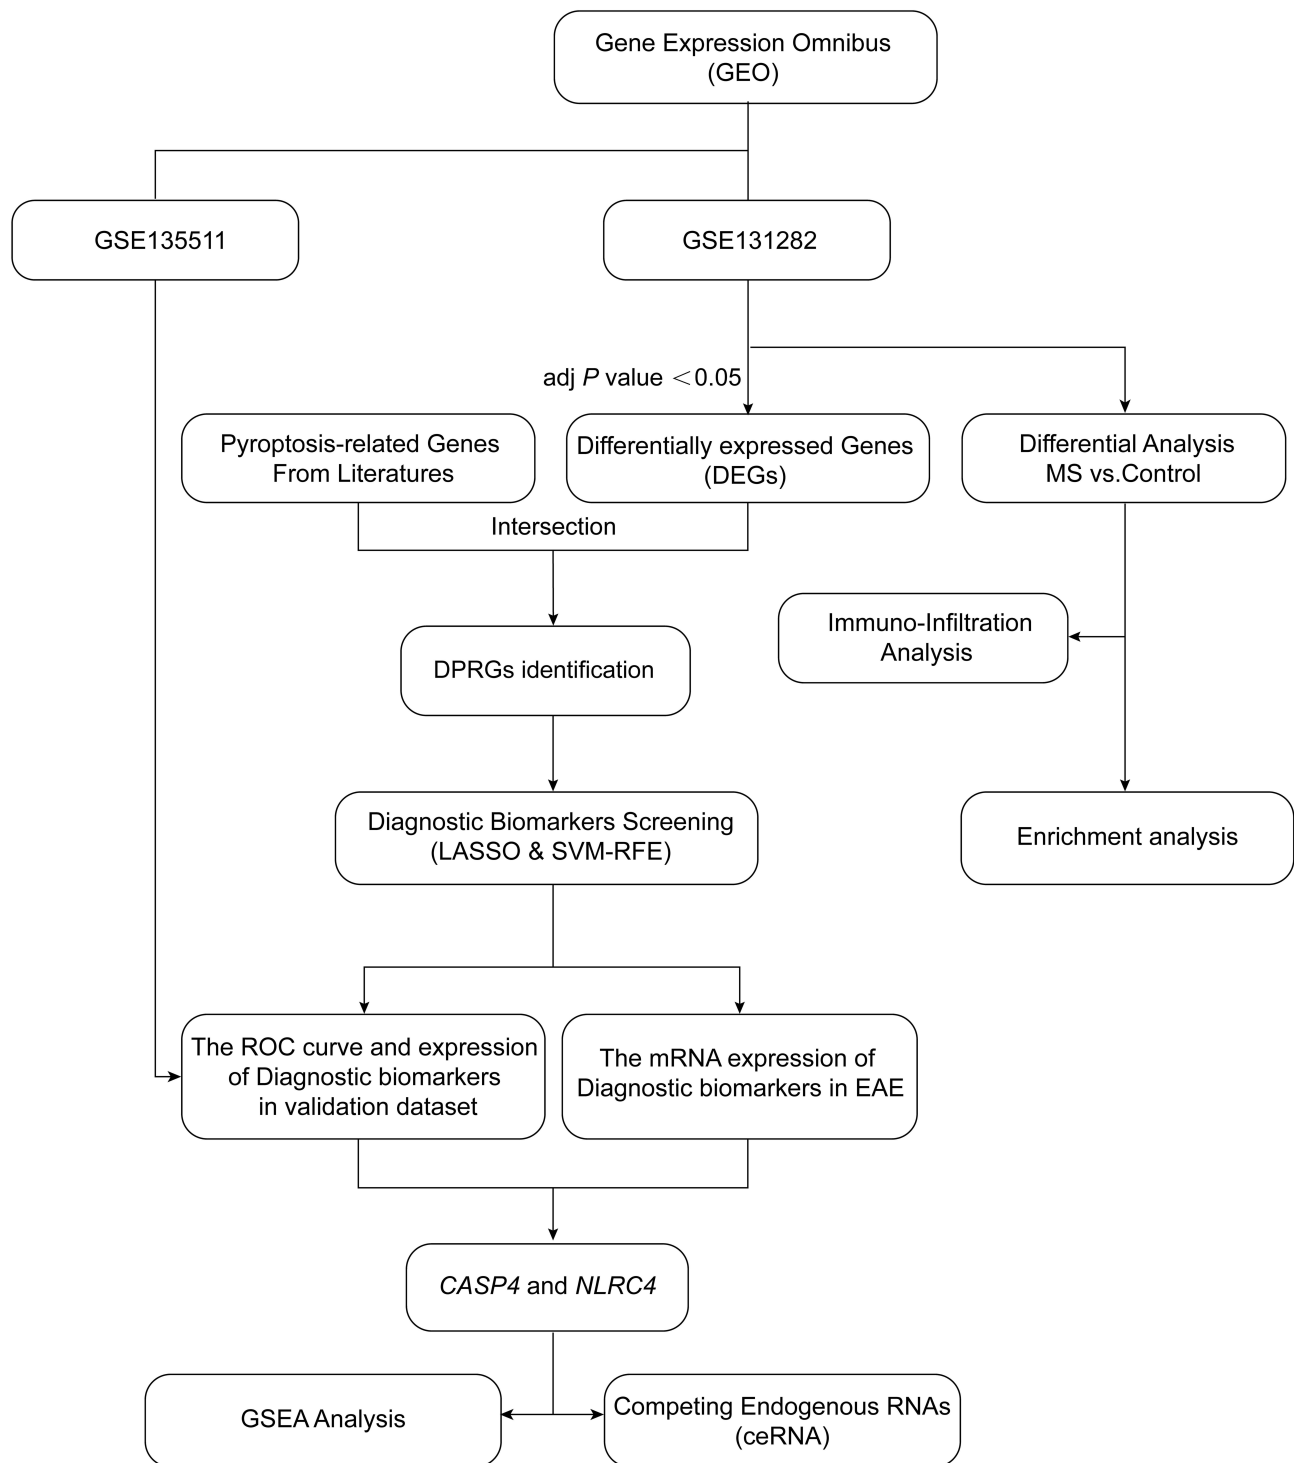 Gene Expression Omnibus
(GEO)
GSE135511
GSE131282
adj P value <0.05
Pyroptosis-related Genes
From Literatures
Differentially expressed Genes
(DEGs)
Differential Analysis
MS vs.Control
Intersection
Immuno-Infiltration
Analysis
DPRGs identification
Diagnostic Biomarkers Screening
(LASSO & SVM-RFE)
Enrichment analysis
The ROC curve and expression
of Diagnostic biomarkers
in validation dataset
The mRNA expression of
Diagnostic biomarkers in EAE
CASP4 and NLRC4
GSEA Analysis
Competing Endogenous RNAs
(ceRNA)